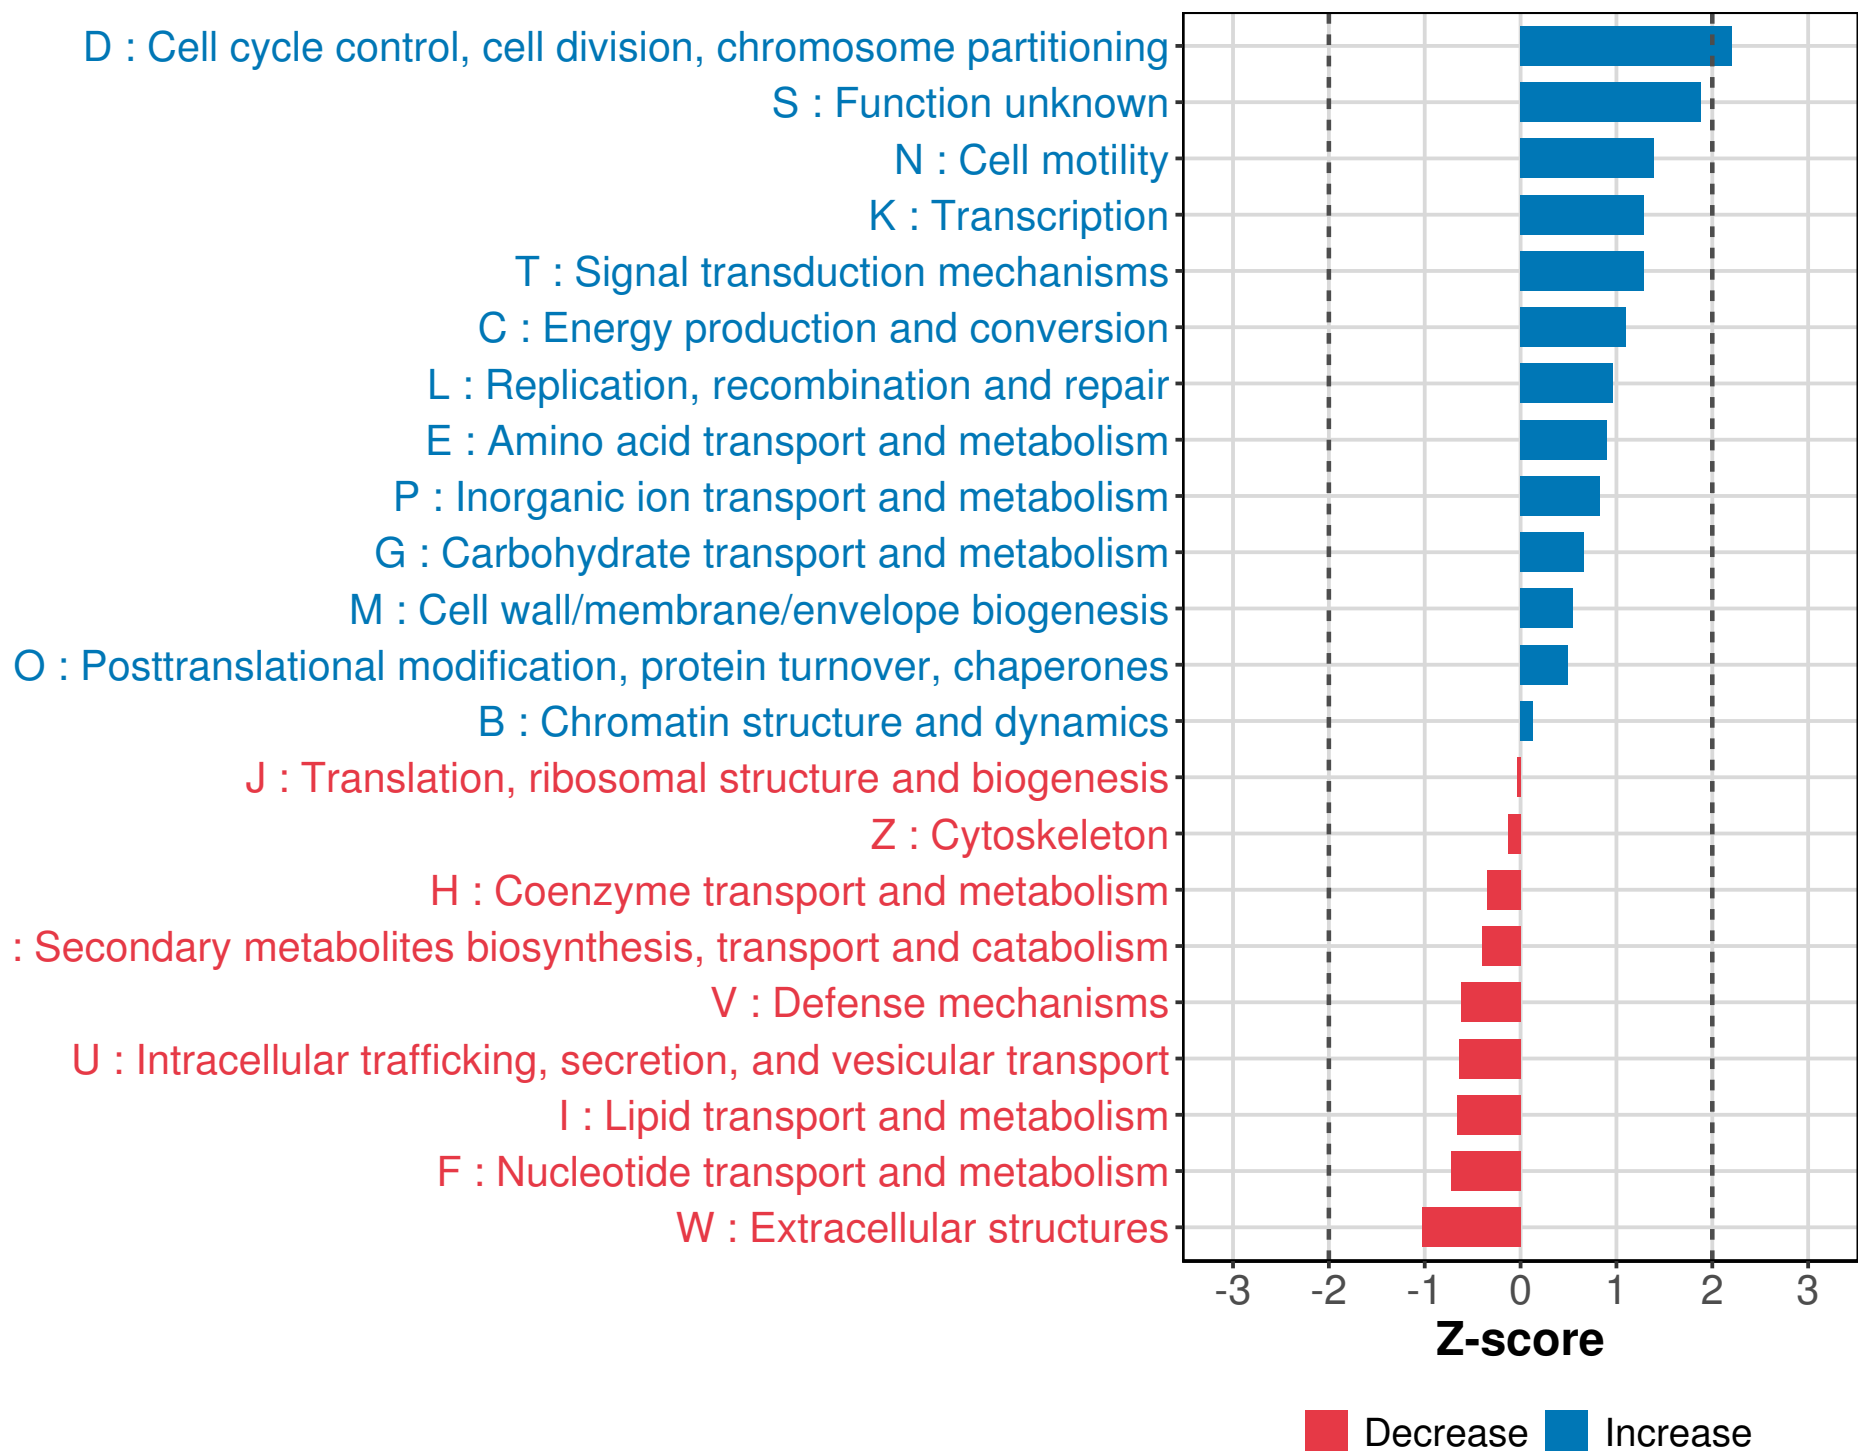 D : Cell cycle control, cell division, chromosome partitioning
S : Function unknown
N : Cell motility
K : Transcription
T : Signal transduction mechanisms
C : Energy production and conversion
L : Replication, recombination and repair
E : Amino acid transport and metabolism
P : Inorganic ion transport and metabolism
G : Carbohydrate transport and metabolism
M : Cell wall/membrane/envelope biogenesis
O : Posttranslational modification, protein turnover, chaperones
B : Chromatin structure and dynamics
J : Translation, ribosomal structure and biogenesis
Z : Cytoskeleton
H : Coenzyme transport and metabolism
: Secondary metabolites biosynthesis, transport and catabolism
V : Defense mechanisms
U : Intracellular trafficking, secretion, and vesicular transport
I : Lipid transport and metabolism
F : Nucleotide transport and metabolism
W : Extracellular structures
-3 -2 -1 0 1 2 3
Z-score
Decrease Increase